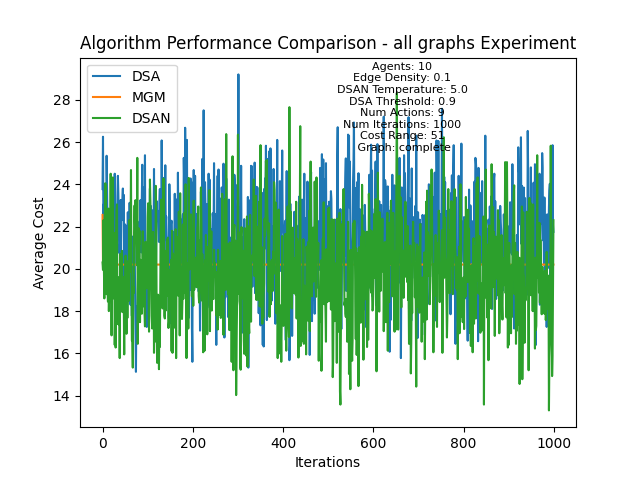 Algorithm Performance Comparison - all graphs Experiment
DSA
MGM
DSAN
Agents: 10
Edge Density: 0.1
DSAN Temperature: 5.0
DSA Threshold: 0.9
Num Actions: 9
Num Iterations: 1000
Cost Range: 51
Graph: complete
Average Cost
28
26
24
22
20
18
16
14
0
200
400
600
800
1000
Iterations